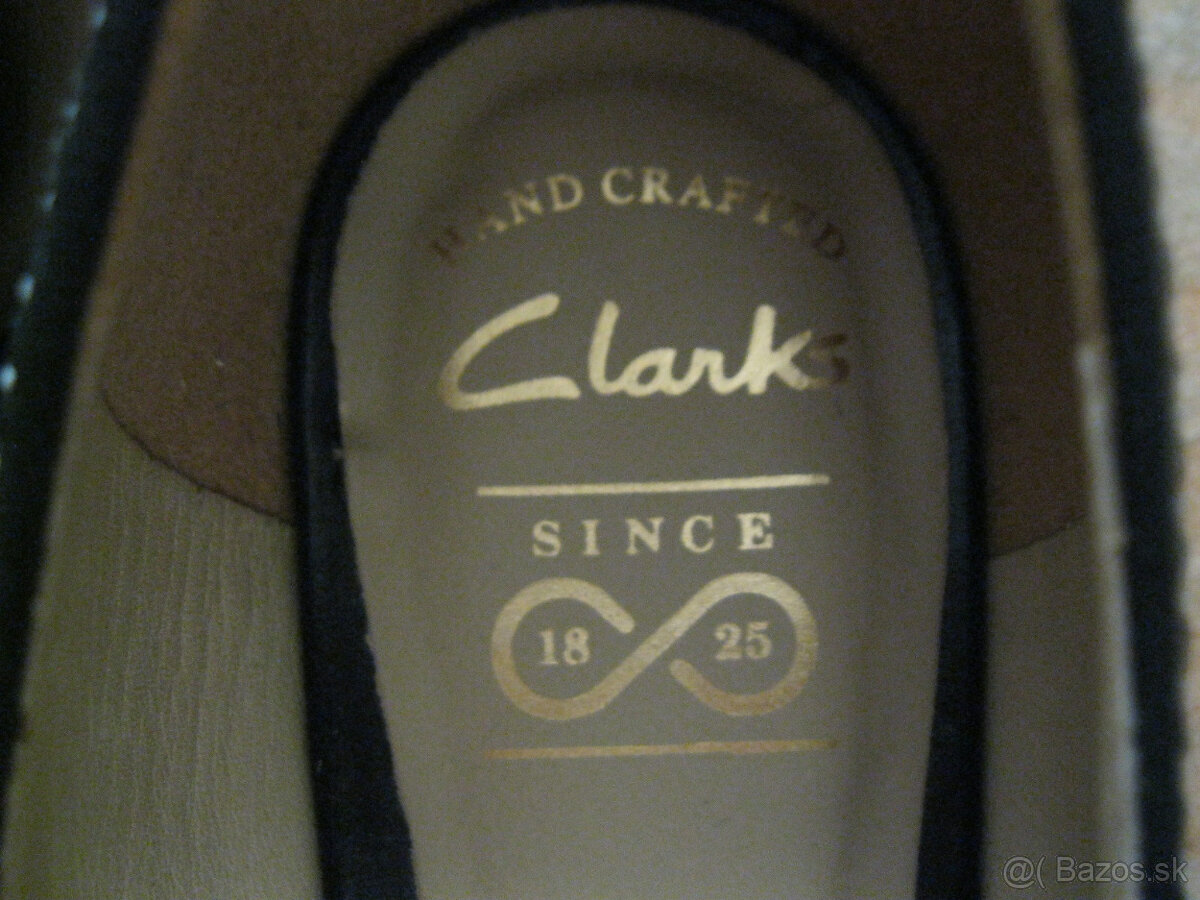 HAND CRAFTED
Clarks
SINCE
18 25
@( Bazos.sk